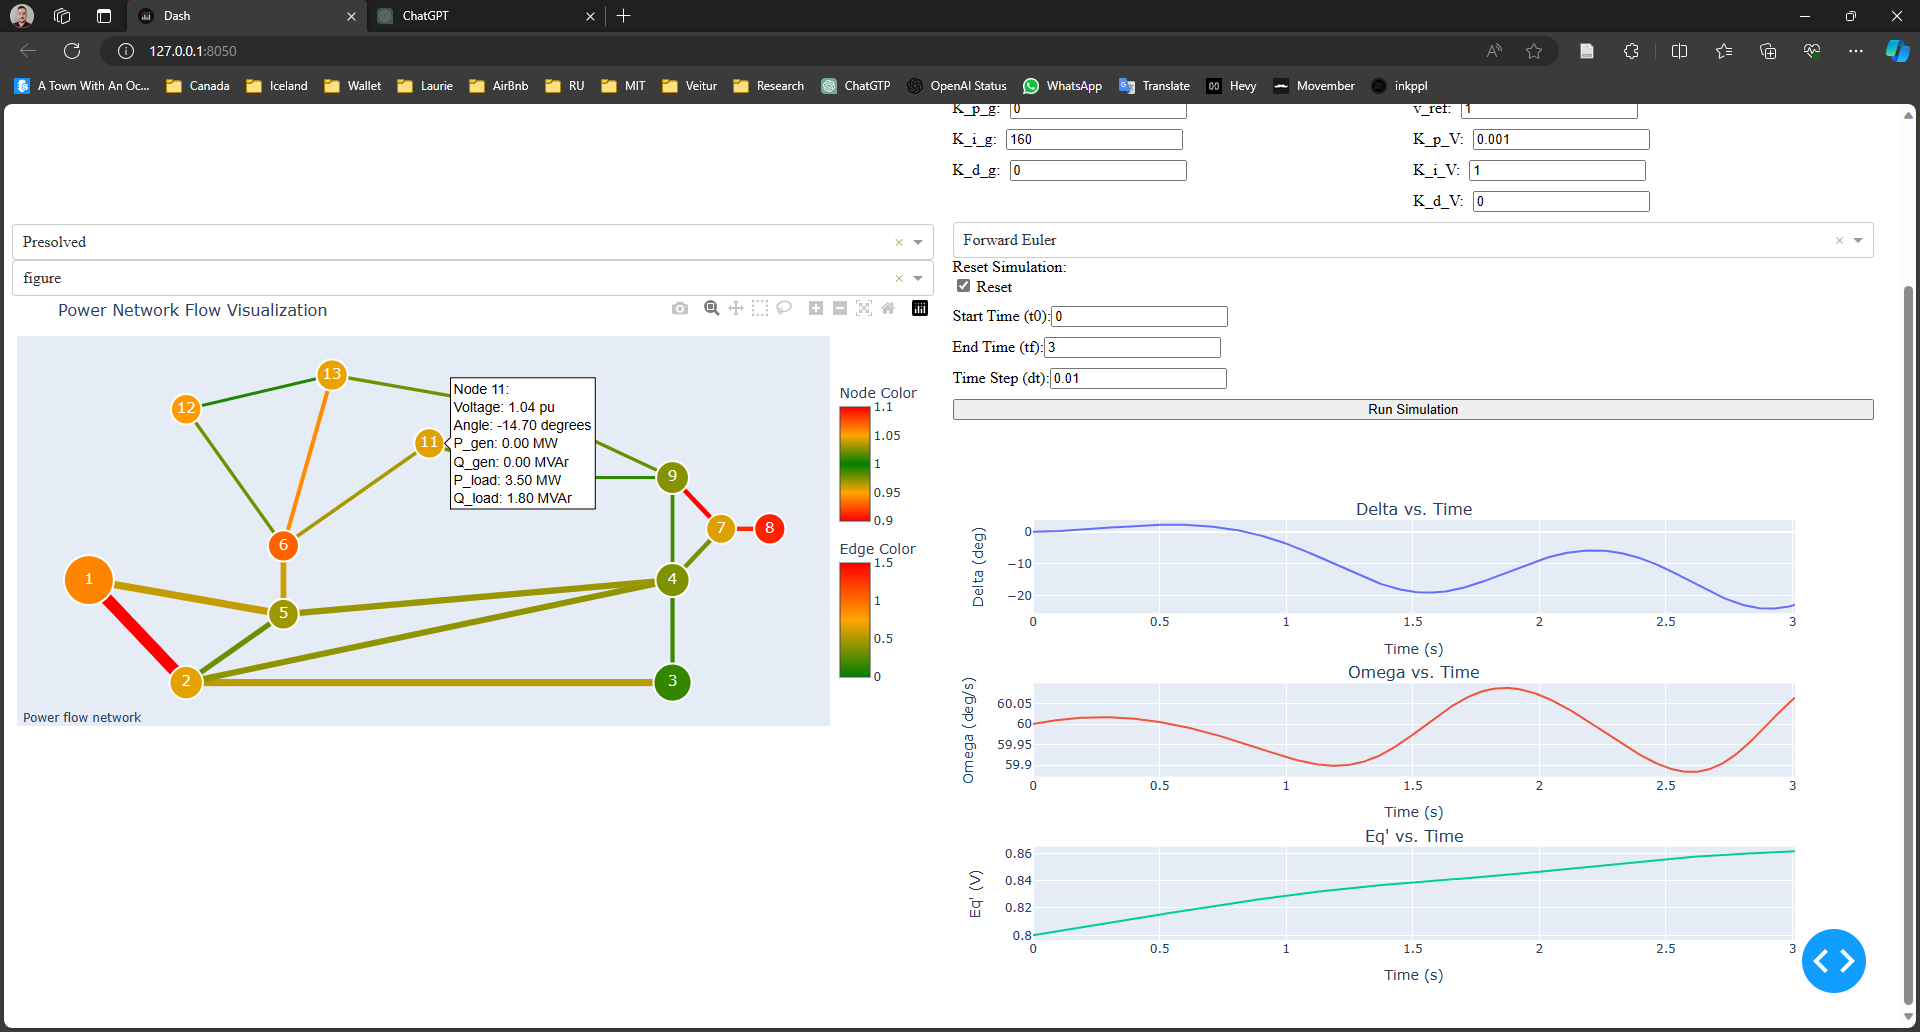 Dash
ChatGPT
127.0.0.1:8050
A Town With An Oc...
Canada
Iceland
Wallet
Laurie
AirBnb
RU
MIT
Veitur
Research
ChatGTP
OpenAI Status
WhatsApp
Translate
Hevy
Movember
inkppl
K_p_g: 0
v_ref: 1
K_i_g: 160
K_p_V: 0.001
K_d_g: 0
K_i_V: 1
K_d_V: 0
Presolved
figure
Forward Euler
Reset Simulation:
Reset
Start Time (t0): 0
End Time (tf): 3
Time Step (dt): 0.01
Run Simulation
Power Network Flow Visualization
13
12
11
Node 11:
Voltage: 1.04 pu
Angle: -14.70 degrees
P_gen: 0.00 MW
Q_gen: 0.00 MVAr
P_load: 3.50 MW
Q_load: 1.80 MVAr
9
7
8
6
1
4
5
2
3
Power flow network
Node Color
1.1
1.05
1
0.95
0.9
Edge Color
1.5
1
0.5
0
Delta vs. Time
Delta (deg)
0
−10
−20
0 0.5 1 1.5 2 2.5 3
Time (s)
Omega vs. Time
Omega (deg/s)
60.05
60
59.95
59.9
0 0.5 1 1.5 2 2.5 3
Time (s)
Eq' vs. Time
Eq' (V)
0.86
0.84
0.82
0.8
0 0.5 1 1.5 2 2.5 3
Time (s)